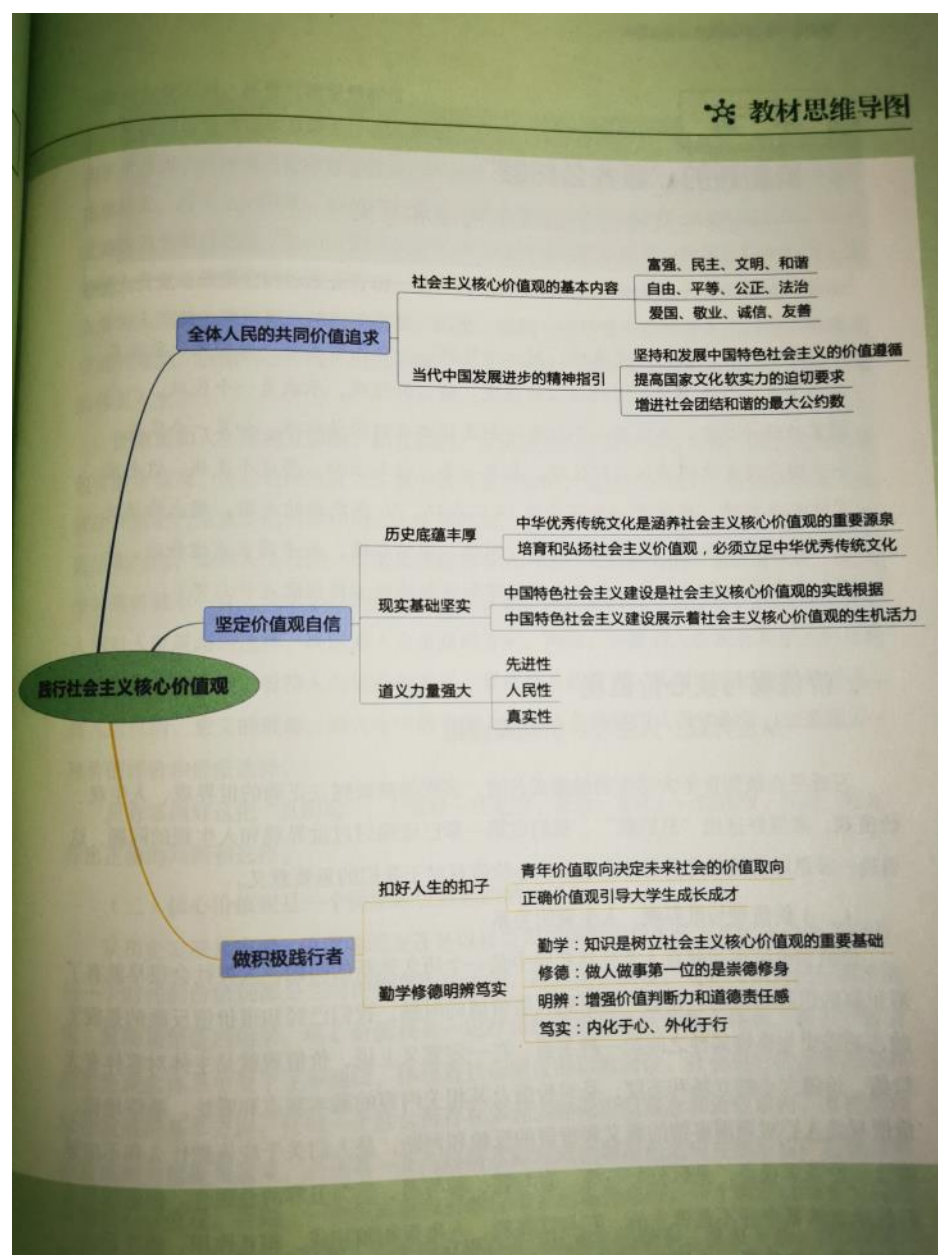 教材思维导图
富强、民主、文明、和谐
社会主义核心价值观的基本内容
自由、平等、公正、法治
爱国、敬业、诚信、友善
全体人民的共同价值追求
坚持和发展中国特色社会主义的价值遵循
当代中国发展进步的精神指引
提高国家文化软实力的迫切要求
增进社会团结和谐的最大公约数
历史底蕴丰厚
中华优秀传统文化是涵养社会主义核心价值观的重要源泉
培育和弘扬社会主义价值观，必须立足中华优秀传统文化
坚定价值观自信
现实基础坚实
中国特色社会主义建设是社会主义核心价值观的实践根据
中国特色社会主义建设展示着社会主义核心价值观的生机活力
道义力量强大
先进性
人民性
真实性
践行社会主义核心价值观
扣好人生的扣子
青年价值取向决定未来社会的价值取向
正确价值观引导大学生成长成才
做积极践行者
勤学修德明辨笃实
勤学：知识是树立社会主义核心价值观的重要基础
修德：做人做事第一位的是崇德修身
明辨：增强价值判断力和道德责任感
笃实：内化于心、外化于行